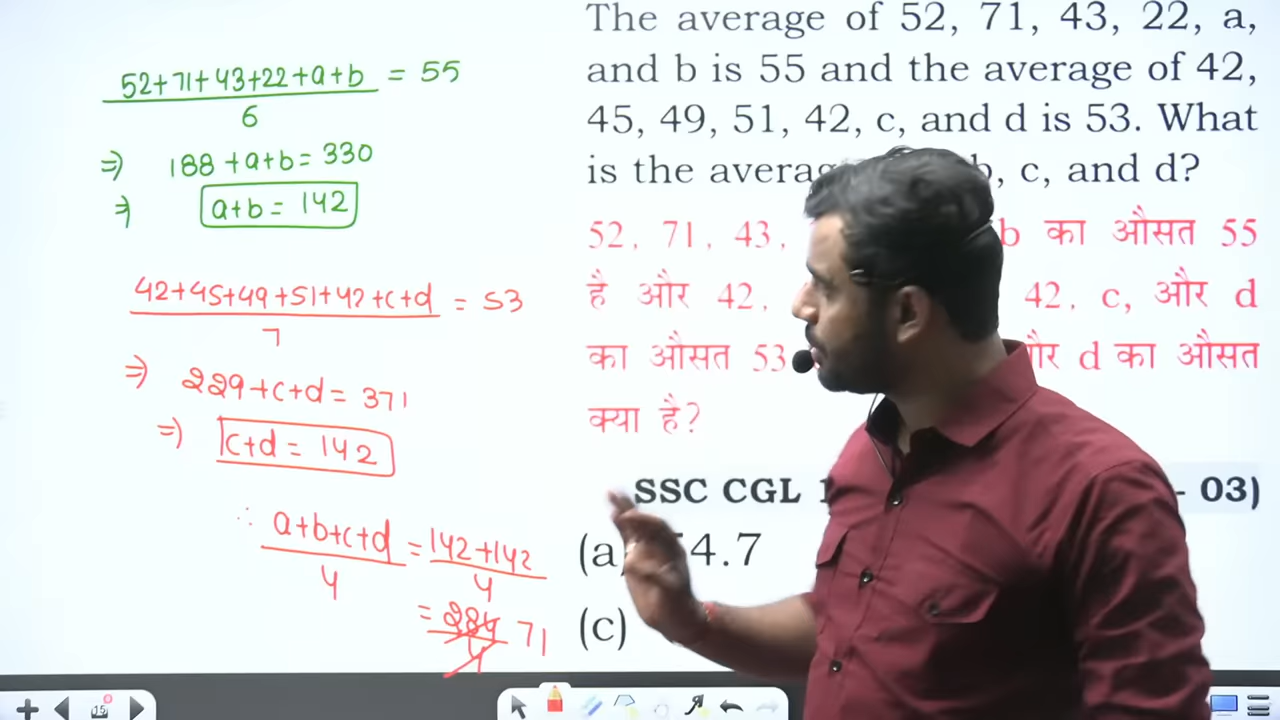 52+71+43+22+a+b = 55
6
⇒ 188+a+b = 330
⇒ a+b = 142
42+45+49+51+42+c+d = 53
7
⇒ 229+c+d = 371
⇒ c+d = 142
∴ a+b+c+d = 142+142
4 4
= 284 71
4
The average of 52, 71, 43, 22, a,
and b is 55 and the average of 42,
45, 49, 51, 42, c, and d is 53. What
is the b, c, and d?
52, 71, 43, b का औसत 55
है और 42, 42, c, और d
का औसत 53 d का औसत
क्या है?
SSC CGL 03)
(a) 4.7
(c)
15